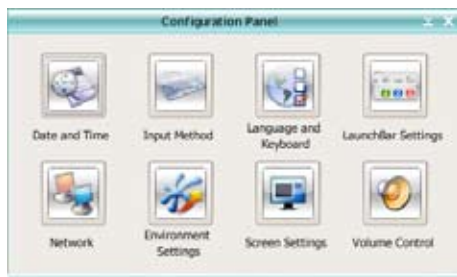 Configuration Panel
Date and Time
Input Method
Language and
Keyboard
LaunchBar Settings
Network
Environment
Settings
Screen Settings
Volume Control